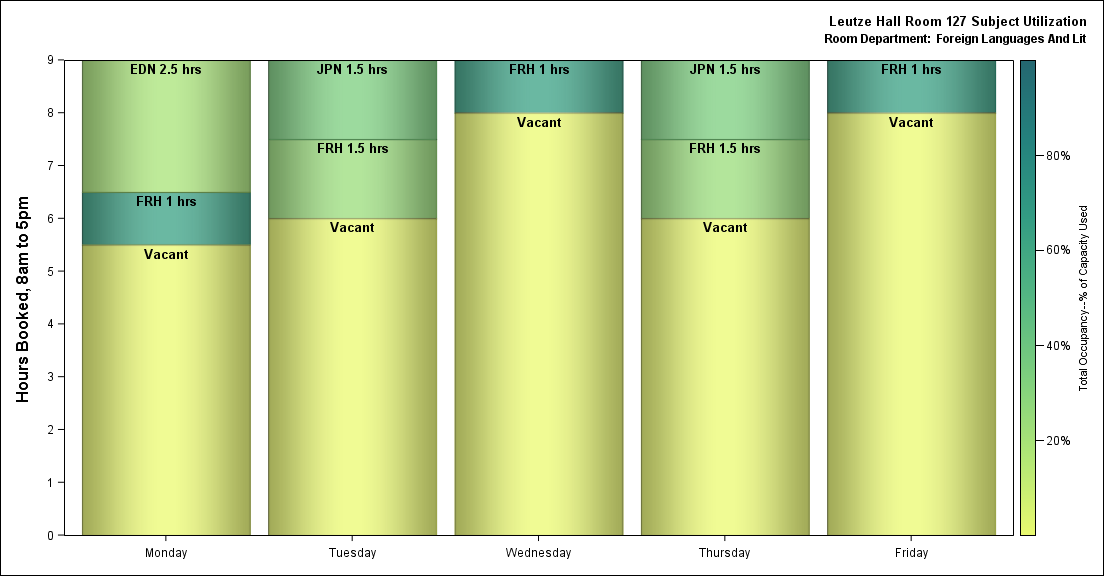 Leutze Hall Room 127 Subject Utilization
Room Department: Foreign Languages And Lit
Hours Booked, 8am to 5pm
9
8
7
6
5
4
3
2
1
0
EDN 2.5 hrs
FRH 1 hrs
Vacant
JPN 1.5 hrs
FRH 1.5 hrs
Vacant
FRH 1 hrs
Vacant
JPN 1.5 hrs
FRH 1.5 hrs
Vacant
FRH 1 hrs
Vacant
Monday
Tuesday
Wednesday
Thursday
Friday
80%
60%
40%
20%
Total Occupancy--% of Capacity Used